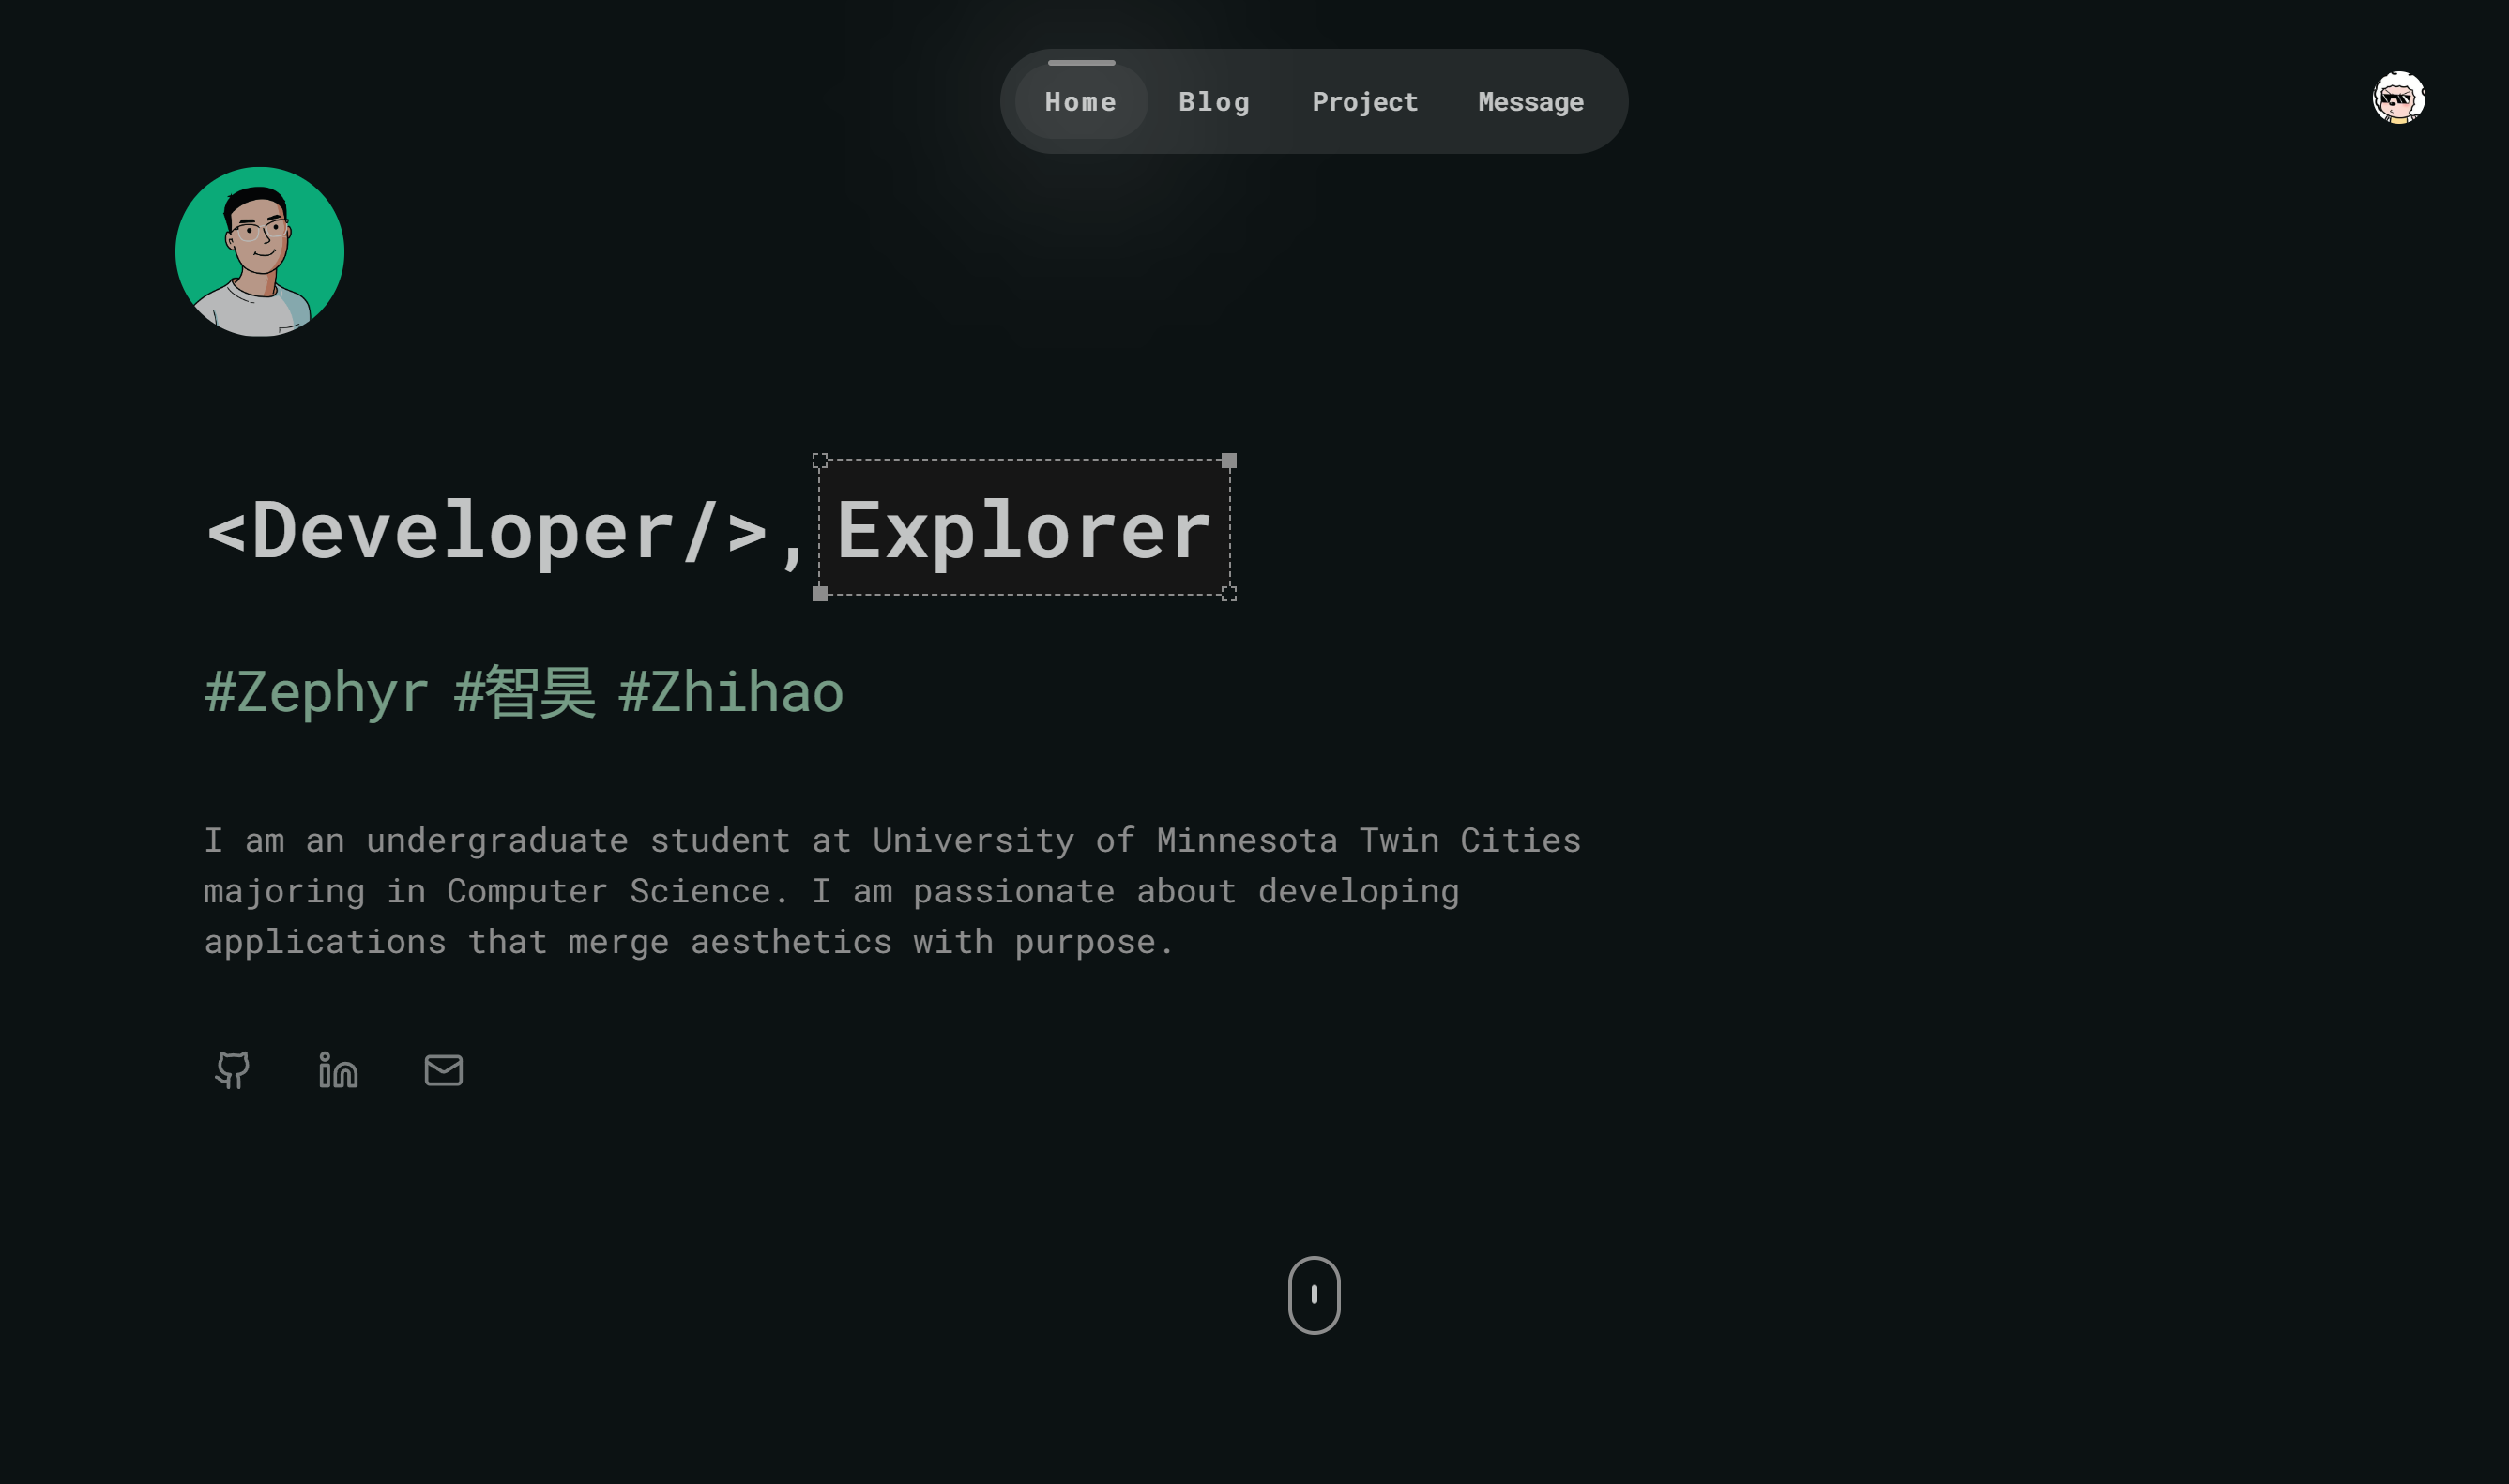 Home Blog Project Message
<Developer/>, Explorer
#Zephyr #智昊 #Zhihao
I am an undergraduate student at University of Minnesota Twin Cities
majoring in Computer Science. I am passionate about developing
applications that merge aesthetics with purpose.